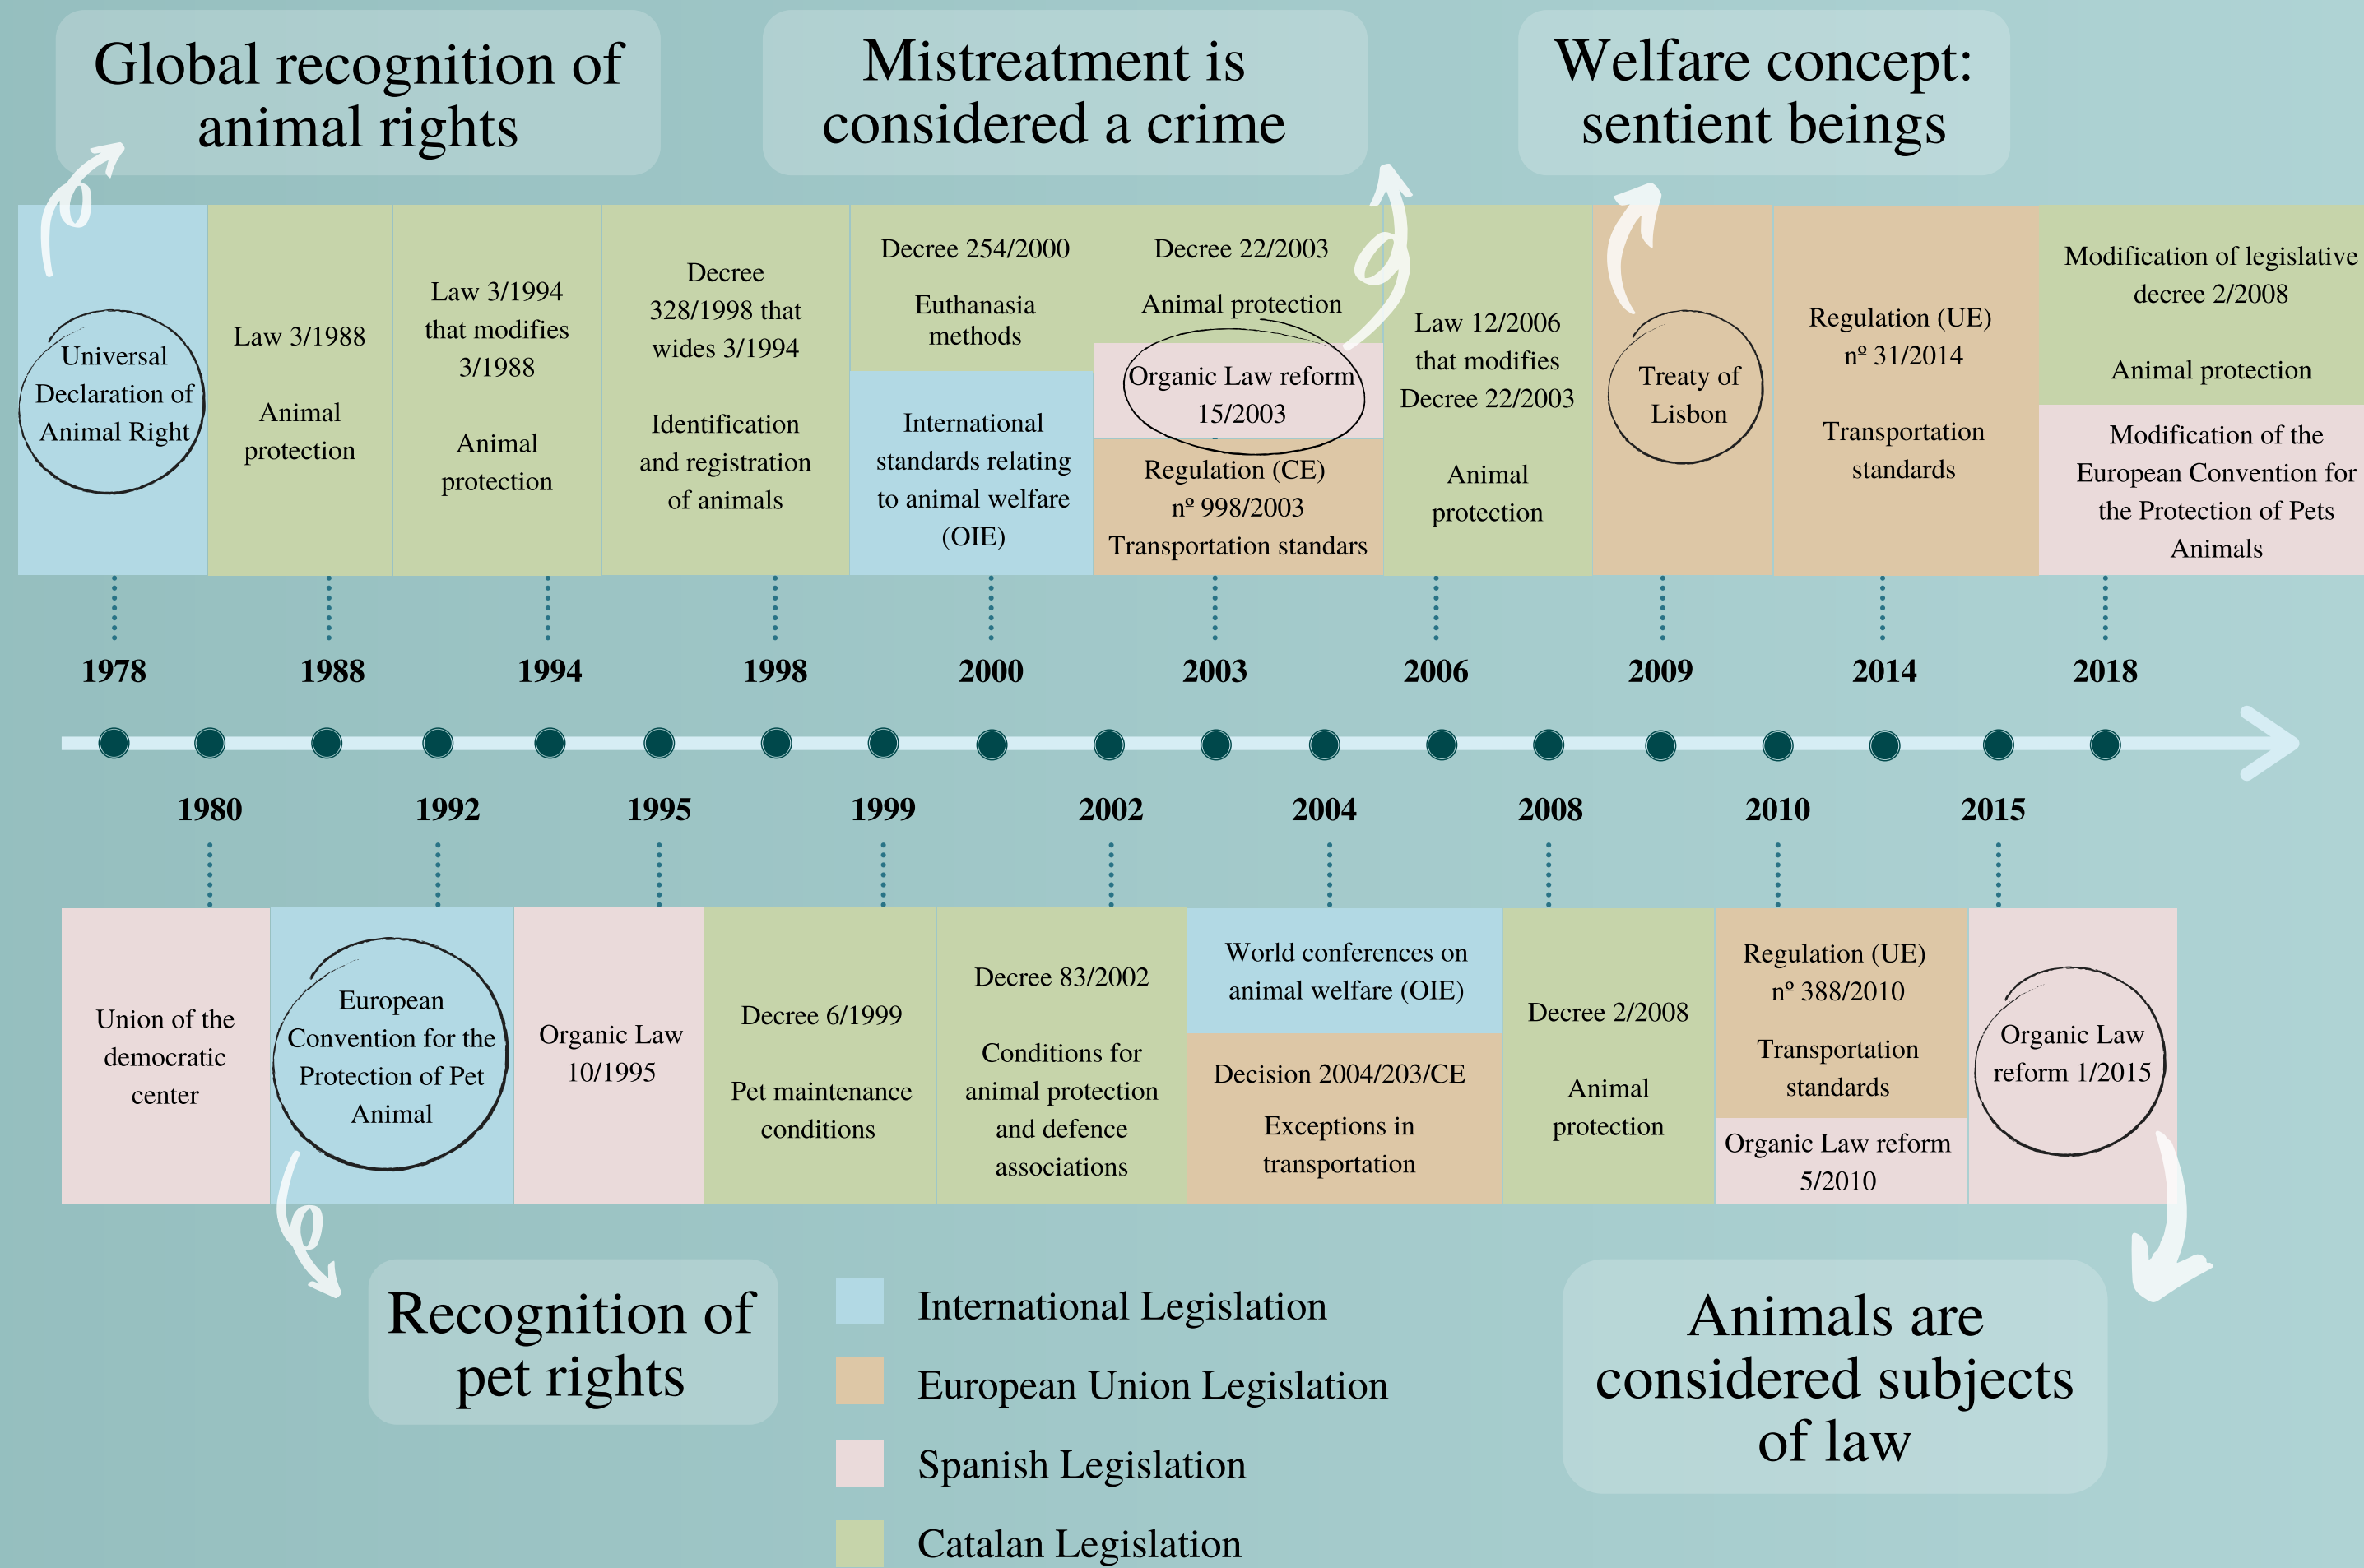 Global recognition of
animal rights
Mistreatment is
considered a crime
Welfare concept:
sentient beings
Universal
Declaration of
Animal Right
Law 3/1988
Animal
protection
Law 3/1994
that modifies
3/1988
Animal
protection
Decree
328/1998 that
wides 3/1994
Identification
and registration
of animals
Decree 254/2000
Euthanasia
methods
International
standards relating
to animal welfare
(OIE)
Decree 22/2003
Animal protection
Organic Law reform
15/2003
Regulation (CE)
nº 998/2003
Transportation standars
Law 12/2006
that modifies
Decree 22/2003
Animal
protection
Treaty of
Lisbon
Regulation (UE)
nº 31/2014
Transportation
standards
Modification of legislative
decree 2/2008
Animal protection
Modification of the
European Convention for
the Protection of Pets
Animals
1978 1988 1994 1998 2000 2003 2006 2009 2014 2018
1980 1992 1995 1999 2002 2004 2008 2010 2015
Union of the
democratic
center
European
Convention for the
Protection of Pet
Animal
Organic Law
10/1995
Decree 6/1999
Pet maintenance
conditions
Decree 83/2002
Conditions for
animal protection
and defence
associations
World conferences on
animal welfare (OIE)
Decision 2004/203/CE
Exceptions in
transportation
Decree 2/2008
Animal
protection
Regulation (UE)
nº 388/2010
Transportation
standards
Organic Law reform
5/2010
Organic Law
reform 1/2015
Recognition of
pet rights
International Legislation
European Union Legislation
Spanish Legislation
Catalan Legislation
Animals are
considered subjects
of law